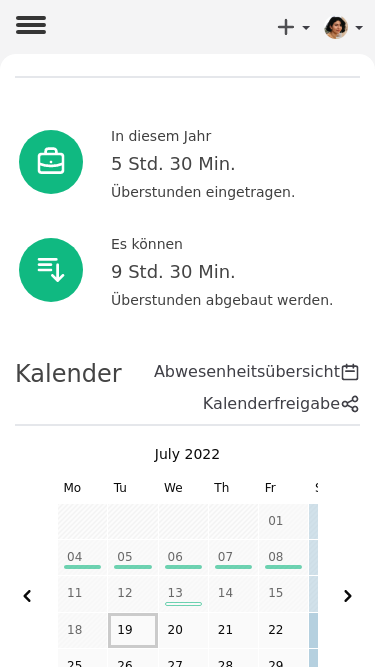 In diesem Jahr
5 Std. 30 Min.
Überstunden eingetragen.
Es können
9 Std. 30 Min.
Überstunden abgebaut werden.
Kalender
Abwesenheitsübersicht
Kalenderfreigabe
July 2022
Mo Tu We Th Fr
01
04 05 06 07 08
11 12 13 14 15
18 19 20 21 22
25 26 27 28 29